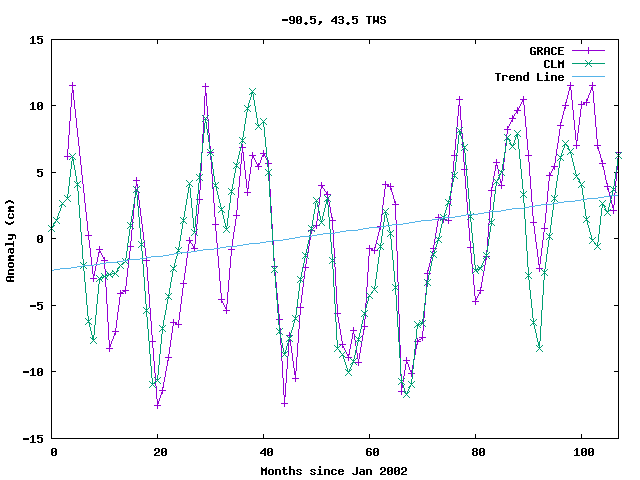 -90.5, 43.5 TWS
GRACE
CLM
Trend Line
15
10
5
0
-5
-10
-15
Anomaly (cm)
0 20 40 60 80 100
Months since Jan 2002